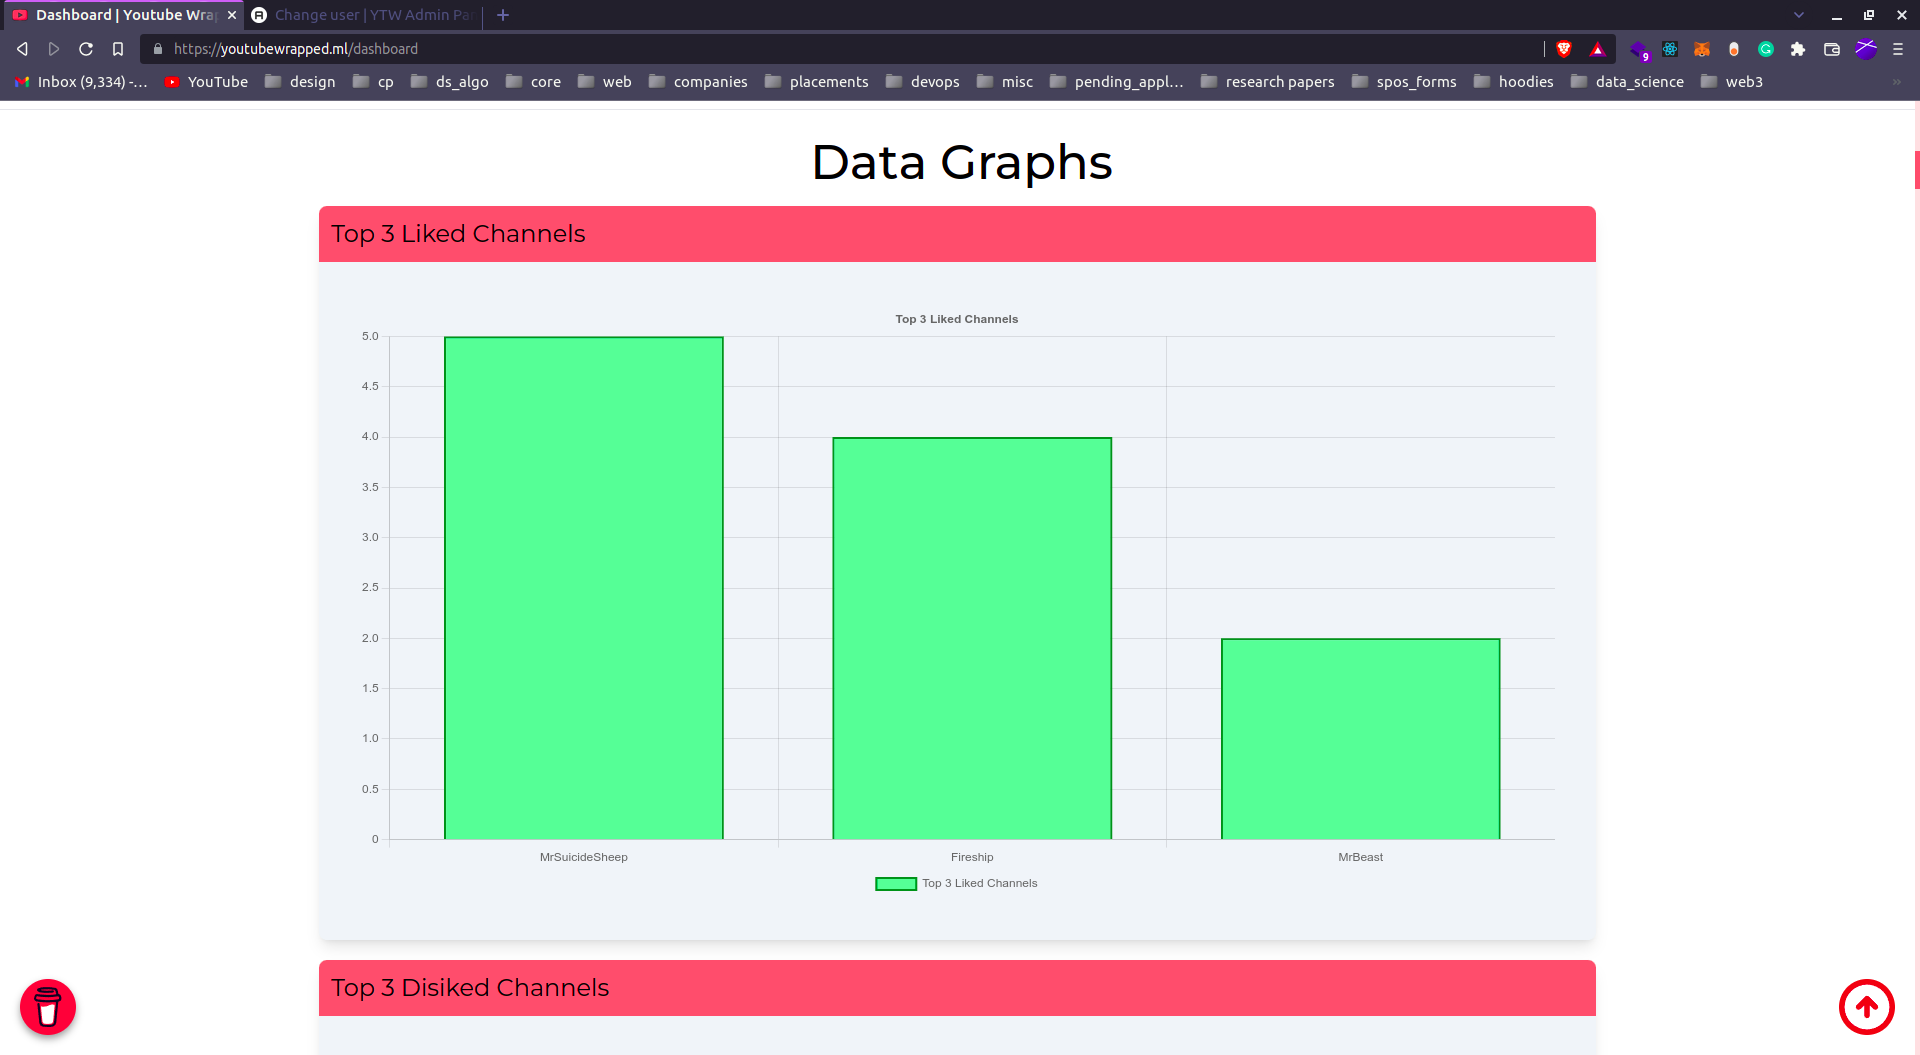 Dashboard | Youtube Wrap
Change user | YTW Admin Pan
https://youtubewrapped.ml/dashboard
9
Inbox (9,334) -...
YouTube
design
cp
ds_algo
core
web
companies
placements
devops
misc
pending_appl...
research papers
spos_forms
hoodies
data_science
web3
Data Graphs
Top 3 Liked Channels
Top 3 Liked Channels
5.0
4.5
4.0
3.5
3.0
2.5
2.0
1.5
1.0
0.5
0
MrSuicideSheep
Fireship
MrBeast
Top 3 Liked Channels
Top 3 Disiked Channels